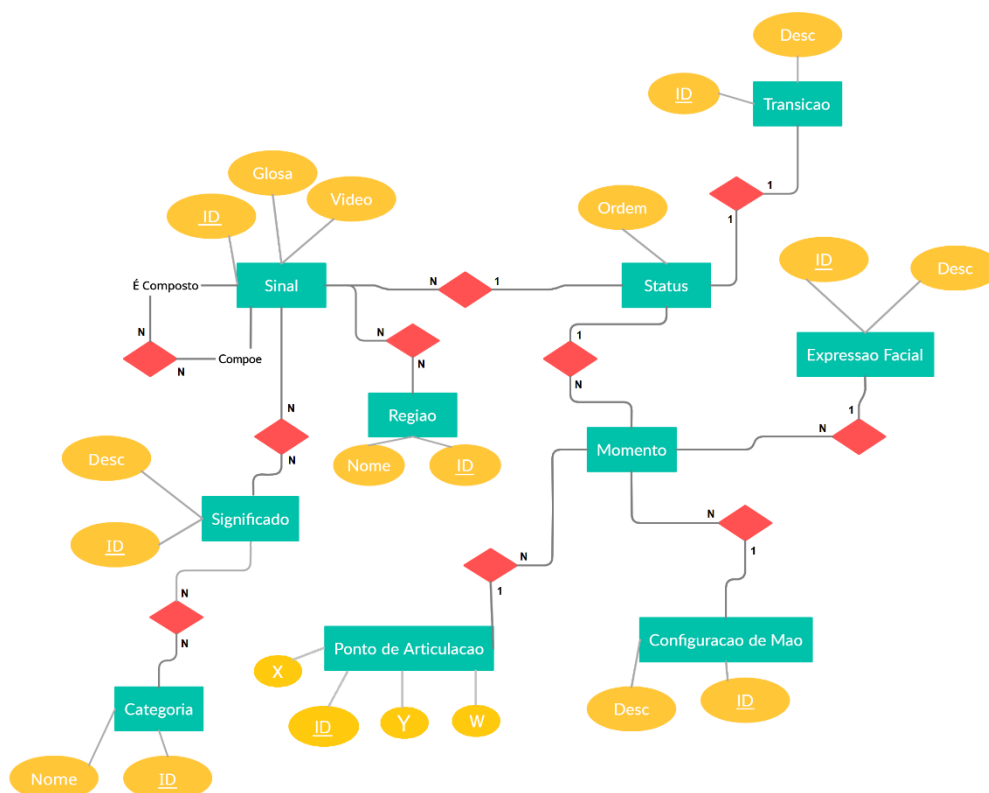 Desc
ID
Transicao
1
1
Glosa
Video
ID
Ordem
ID
Desc
É Composto
Sinal
N
1
Status
N
N
Compoe
N
N
1
N
Expressao Facial
1
N
Regiao
Nome
ID
Momento
N
N
Desc
Significado
ID
N
1
N
1
N
N
Ponto de Articulacao
Configuracao de Mao
X
ID
Y
W
Desc
ID
Categoria
Nome
ID